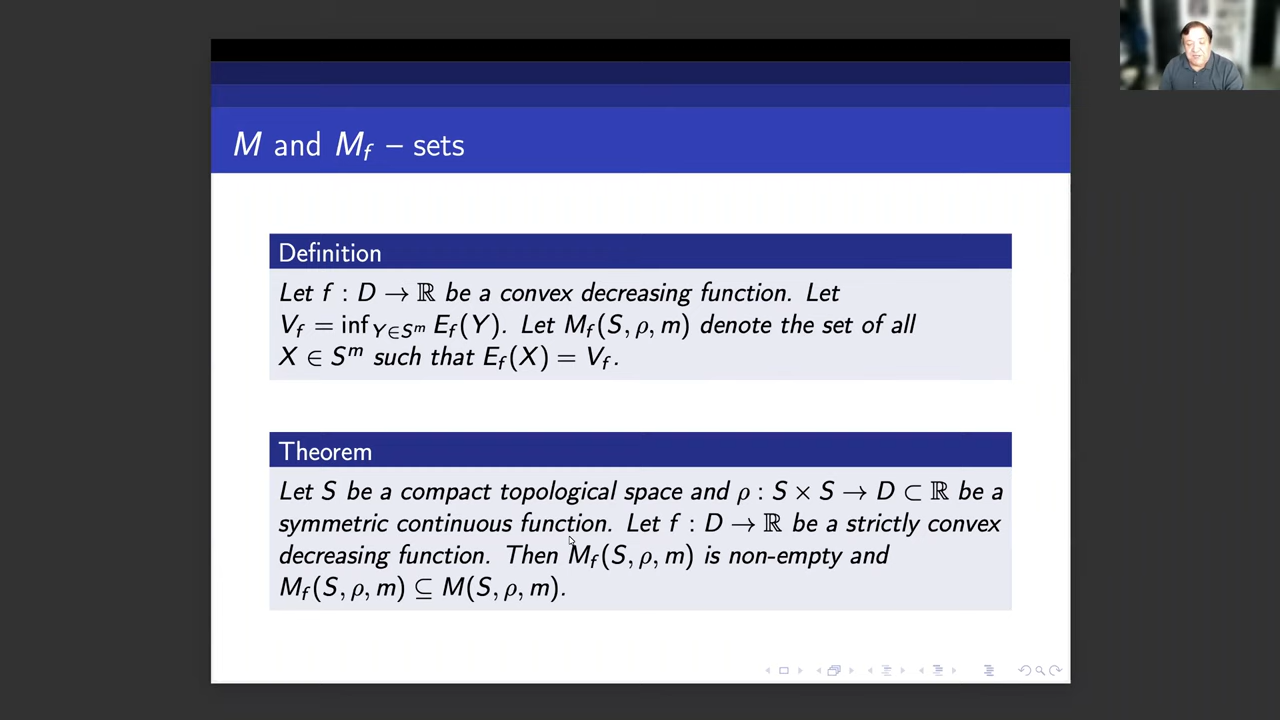 M and M_f – sets
Definition
Let f : D → ℝ be a convex decreasing function. Let
V_f = inf_{Y∈S^m} E_f(Y). Let M_f(S, ρ, m) denote the set of all
X ∈ S^m such that E_f(X) = V_f.
Theorem
Let S be a compact topological space and ρ : S × S → D ⊂ ℝ be a
symmetric continuous function. Let f : D → ℝ be a strictly convex
decreasing function. Then M_f(S, ρ, m) is non-empty and
M_f(S, ρ, m) ⊆ M(S, ρ, m).